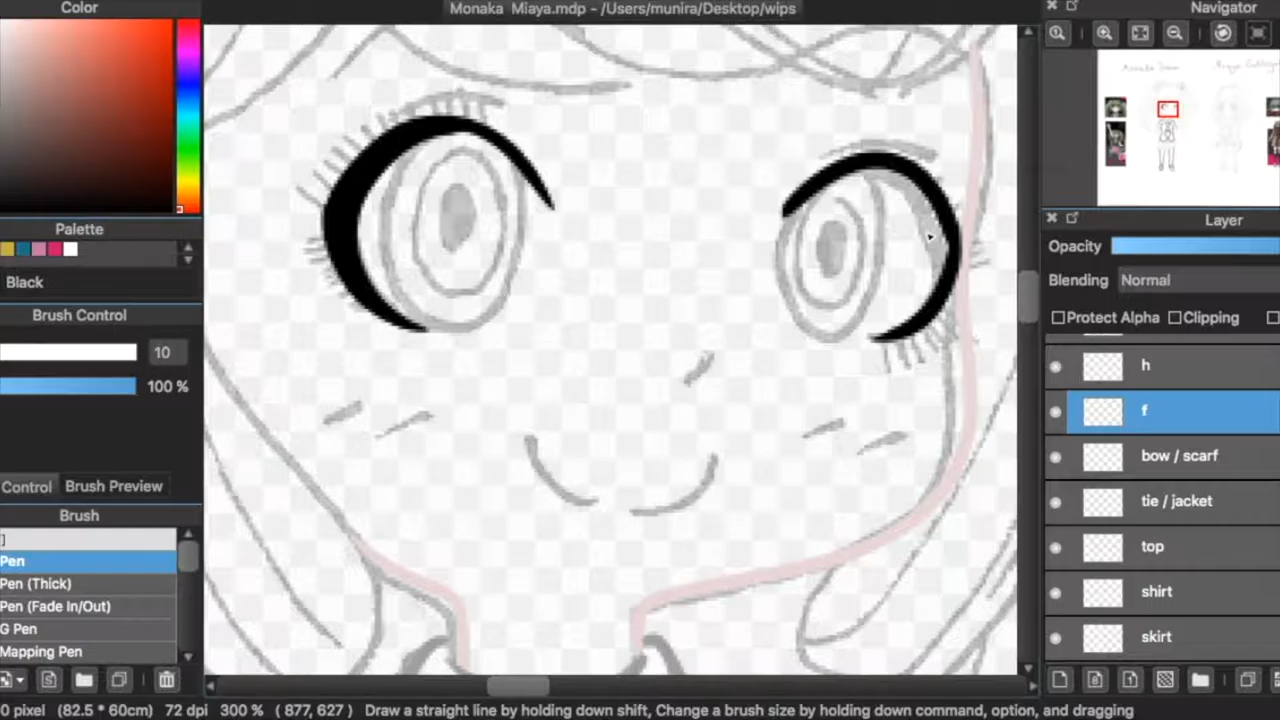 Color
Monaka Miaya.mdp - /Users/munira/Desktop/wips
Navigator
Palette
Black
Brush Control
10
100 %
Control Brush Preview
Brush
]
Pen
Pen (Thick)
Pen (Fade In/Out)
G Pen
Mapping Pen
Layer
Opacity
Blending Normal
Protect Alpha Clipping
h
f
bow / scarf
tie / jacket
top
shirt
skirt
0 pixel (82.5 * 60cm) 72 dpi 300 % ( 877, 627 ) Draw a straight line by holding down shift, Change a brush size by holding down command, option, and dragging